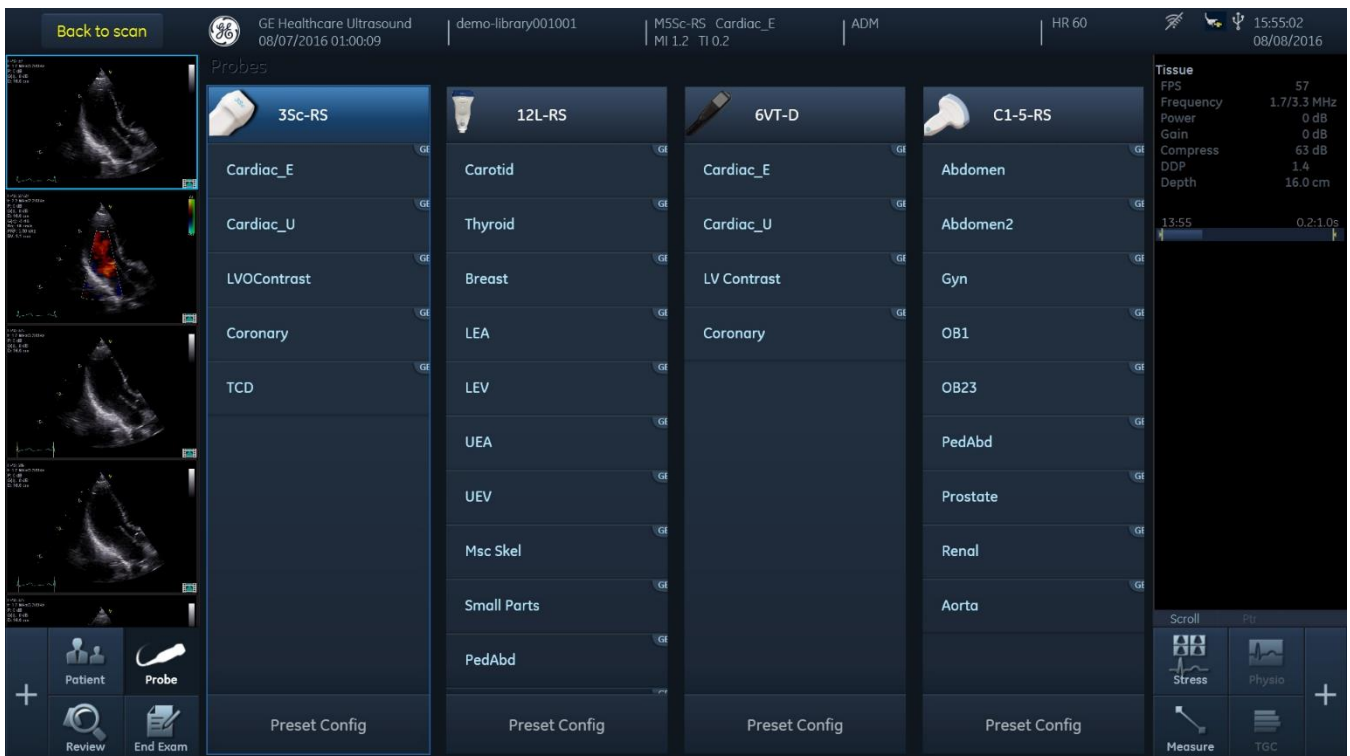 Back to scan
GE Healthcare Ultrasound
08/07/2016 01:00:09
demo-library001001
M5Sc-RS Cardiac_E
MI 1.2 TI 0.2
ADM
HR 60
15:55:02
08/08/2016
Probes
3Sc-RS
Cardiac_E
Cardiac_U
LVOContrast
Coronary
TCD
Preset Config
12L-RS
Carotid
Thyroid
Breast
LEA
LEV
UEA
UEV
Msc Skel
Small Parts
PedAbd
Preset Config
6VT-D
Cardiac_E
Cardiac_U
LV Contrast
Coronary
Preset Config
C1-5-RS
Abdomen
Abdomen2
Gyn
OB1
OB23
PedAbd
Prostate
Renal
Aorta
Preset Config
Tissue
FPS 57
Frequency 1.7/3.3 MHz
Power 0 dB
Gain 0 dB
Compress 63 dB
DDP 1.4
Depth 16.0 cm
13:55 0.2:1.0s
Scroll Ptr
Patient
Probe
Review
End Exam
Stress
Physio
Measure
TGC